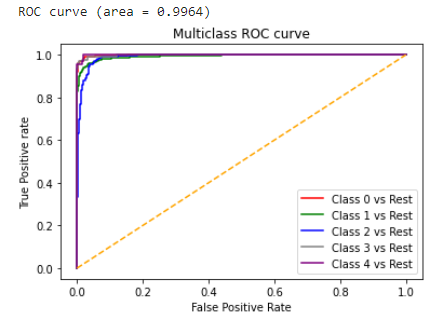 ROC curve (area = 0.9964)
Multiclass ROC curve
True Positive rate
1.0
0.8
0.6
0.4
0.2
0.0
Class 0 vs Rest
Class 1 vs Rest
Class 2 vs Rest
Class 3 vs Rest
Class 4 vs Rest
0.0 0.2 0.4 0.6 0.8 1.0
False Positive Rate